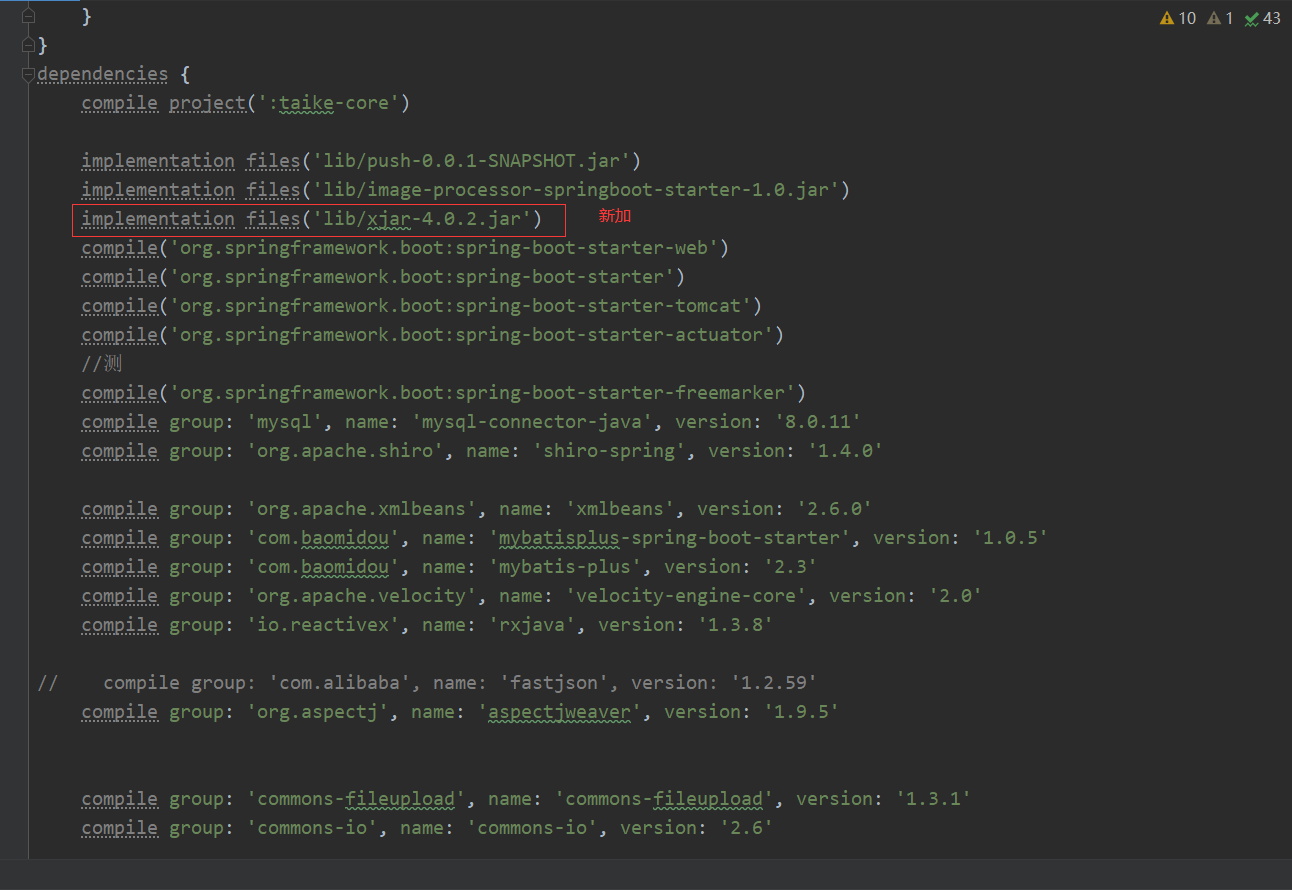 }
10 1 43
}
dependencies {
compile project(':taike-core')
implementation files('lib/push-0.0.1-SNAPSHOT.jar')
implementation files('lib/image-processor-springboot-starter-1.0.jar')
implementation files('lib/xjar-4.0.2.jar') 新加
compile('org.springframework.boot:spring-boot-starter-web')
compile('org.springframework.boot:spring-boot-starter')
compile('org.springframework.boot:spring-boot-starter-tomcat')
compile('org.springframework.boot:spring-boot-starter-actuator')
//测
compile('org.springframework.boot:spring-boot-starter-freemarker')
compile group: 'mysql', name: 'mysql-connector-java', version: '8.0.11'
compile group: 'org.apache.shiro', name: 'shiro-spring', version: '1.4.0'
compile group: 'org.apache.xmlbeans', name: 'xmlbeans', version: '2.6.0'
compile group: 'com.baomidou', name: 'mybatisplus-spring-boot-starter', version: '1.0.5'
compile group: 'com.baomidou', name: 'mybatis-plus', version: '2.3'
compile group: 'org.apache.velocity', name: 'velocity-engine-core', version: '2.0'
compile group: 'io.reactivex', name: 'rxjava', version: '1.3.8'
// compile group: 'com.alibaba', name: 'fastjson', version: '1.2.59'
compile group: 'org.aspectj', name: 'aspectjweaver', version: '1.9.5'
compile group: 'commons-fileupload', name: 'commons-fileupload', version: '1.3.1'
compile group: 'commons-io', name: 'commons-io', version: '2.6'